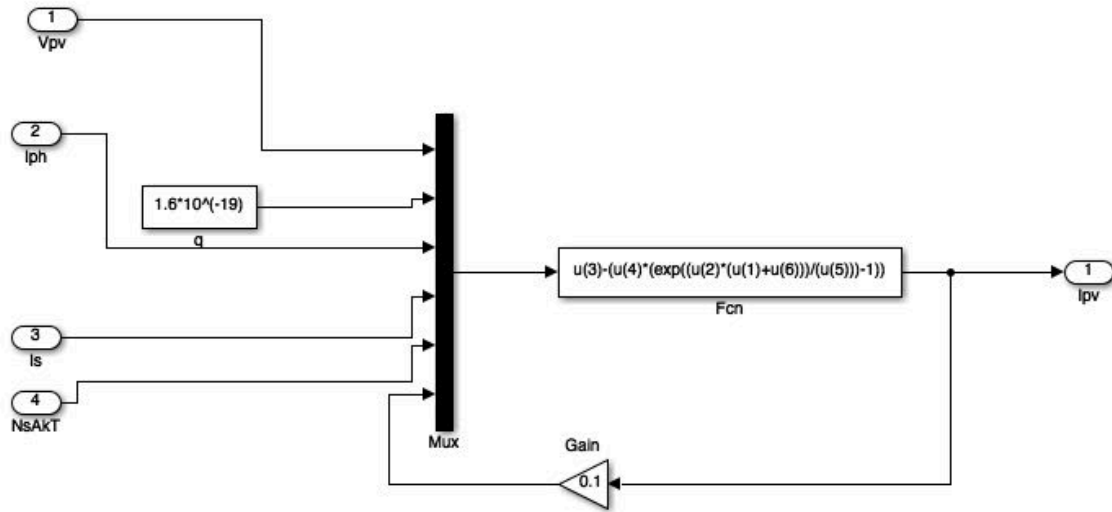 1
Vpv
2
Iph
1.6*10^(-19)
q
u(3)-(u(4)*(exp((u(2)*(u(1)+u(6)))/(u(5)))-1))
Fcn
1
Ipv
3
Is
4
NsAkT
Mux
Gain
0.1